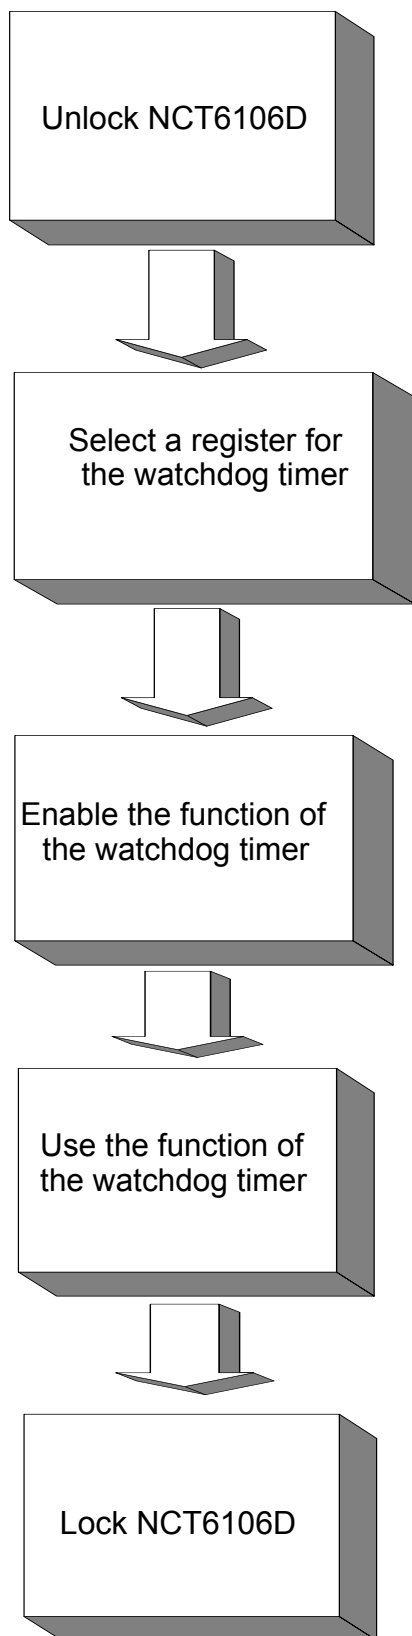 Unlock NCT6106D
Select a register for
the watchdog timer
Enable the function of
the watchdog timer
Use the function of
the watchdog timer
Lock NCT6106D